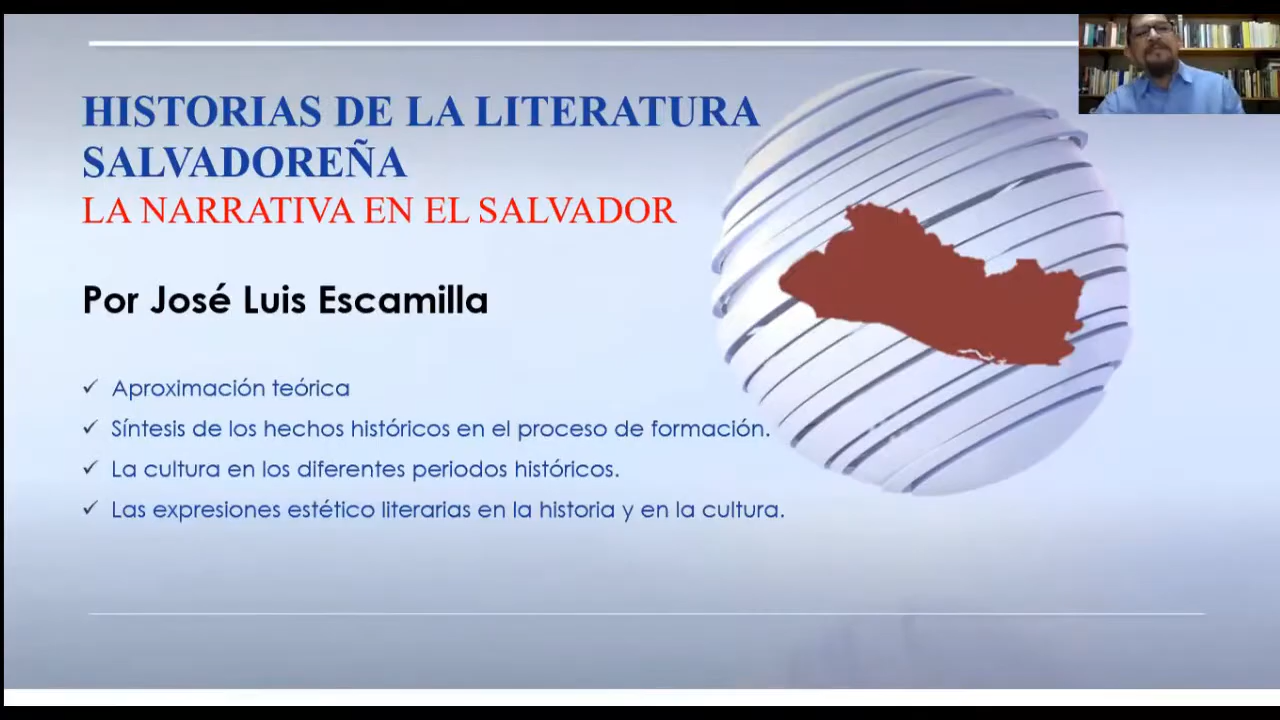 HISTORIAS DE LA LITERATURA
SALVADOREÑA
LA NARRATIVA EN EL SALVADOR
Por José Luis Escamilla
✓ Aproximación teórica
✓ Síntesis de los hechos históricos en el proceso de formación.
✓ La cultura en los diferentes periodos históricos.
✓ Las expresiones estético literarias en la historia y en la cultura.